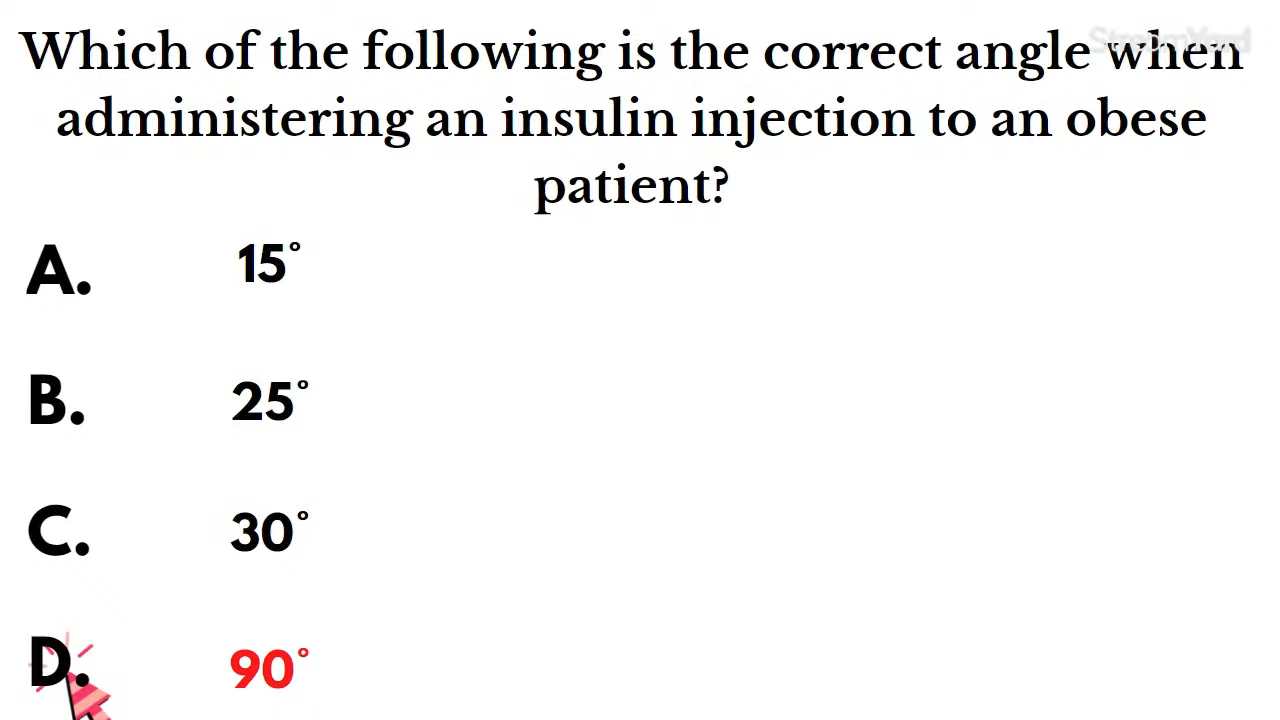 StreamYard
Which of the following is the correct angle when
administering an insulin injection to an obese
patient?
A. 15°
B. 25°
C. 30°
D. 90°